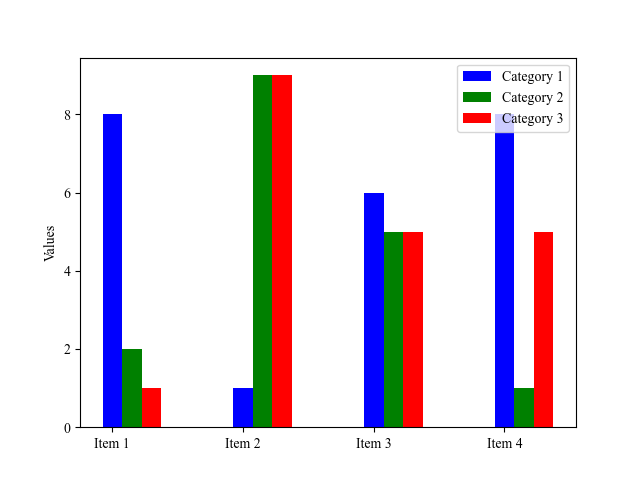 Category 1
Category 2
Category 3
8
6
4
2
0
Values
Item 1
Item 2
Item 3
Item 4